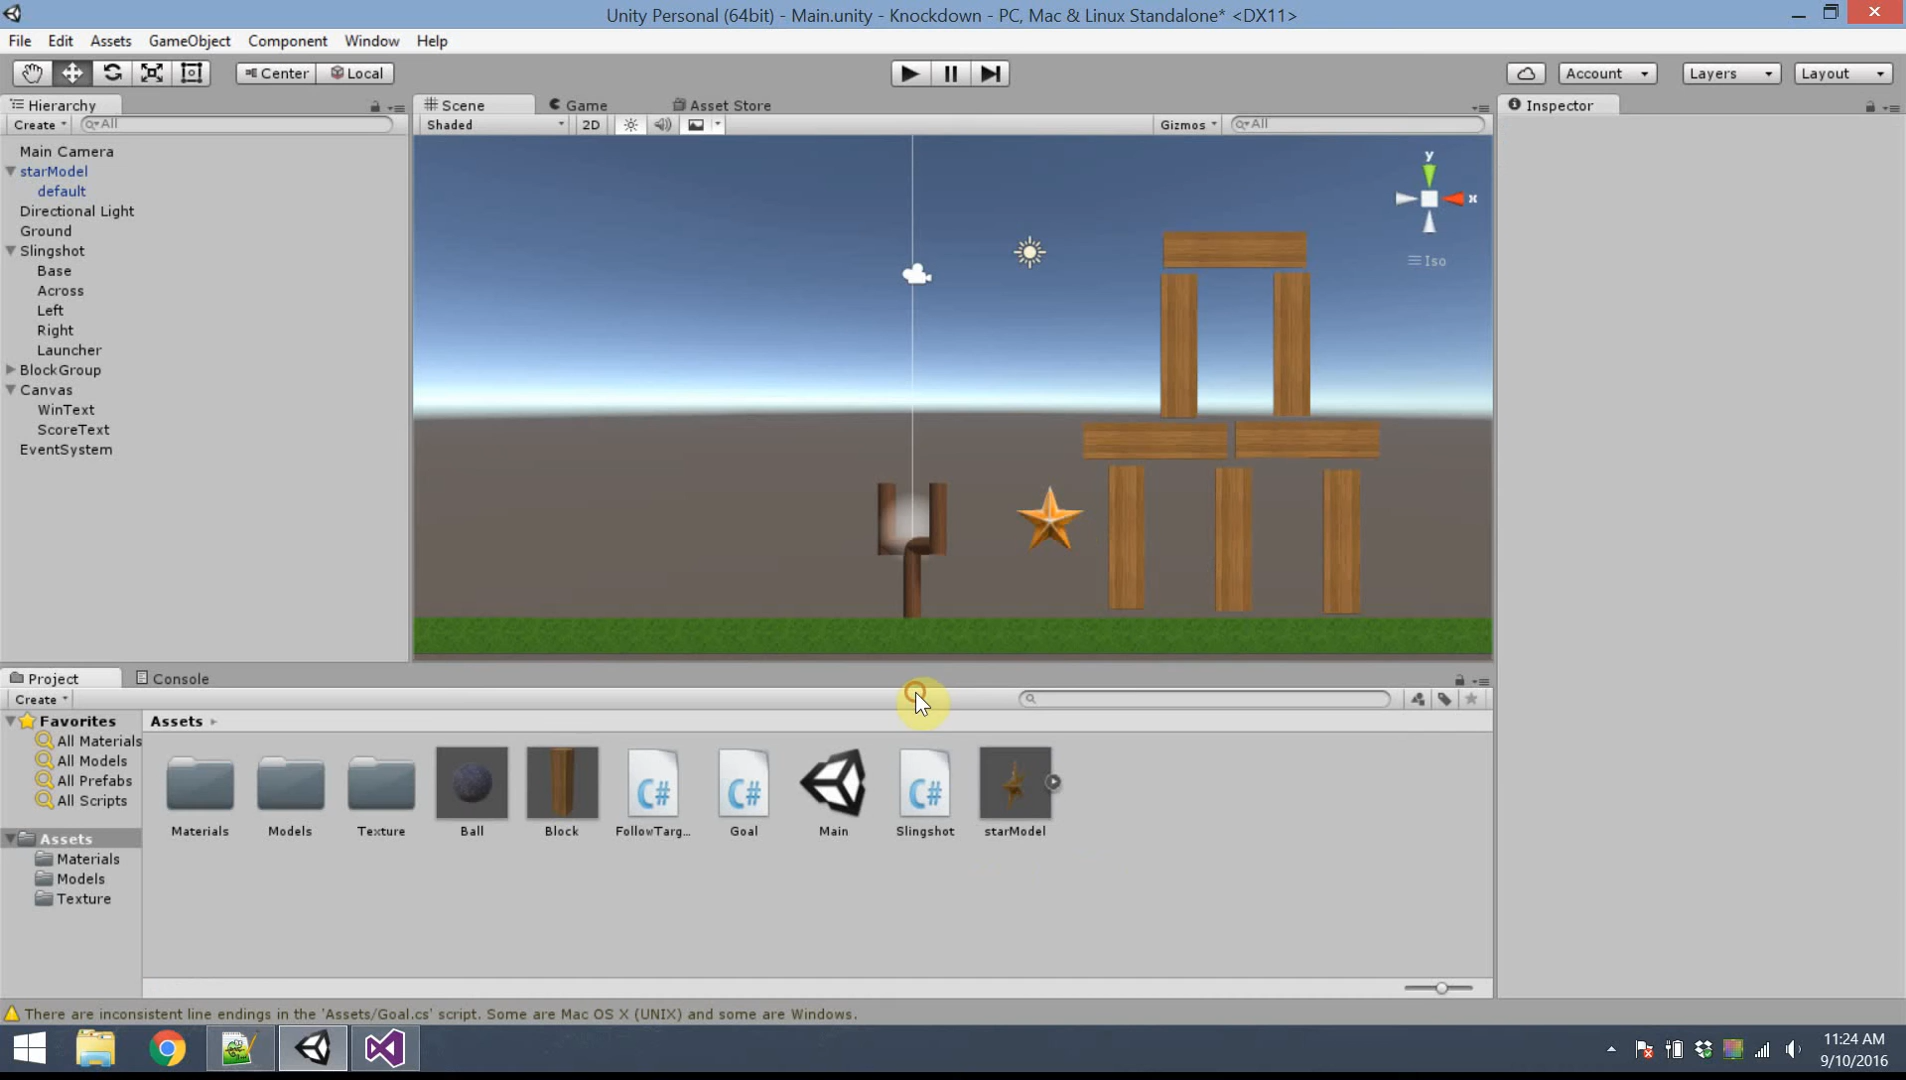 Unity Personal (64bit) - Main.unity - Knockdown - PC, Mac & Linux Standalone* <DX11>
File Edit Assets GameObject Component Window Help
Center Local Account Layers Layout
Hierarchy Scene Game Asset Store Inspector
Create All Shaded 2D Gizmos All
Main Camera
starModel
default
Directional Light
Ground
Slingshot
Base
Across
Left
Right
Launcher
BlockGroup
Canvas
WinText
ScoreText
EventSystem
y
x
Iso
Project Console
Create
Favorites
All Materials
All Models
All Prefabs
All Scripts
Assets
Materials
Models
Texture
Assets
Materials Models Texture Ball Block FollowTarg... Goal Main Slingshot starModel
C# C# C#
There are inconsistent line endings in the 'Assets/Goal.cs' script. Some are Mac OS X (UNIX) and some are Windows.
11:24 AM
9/10/2016